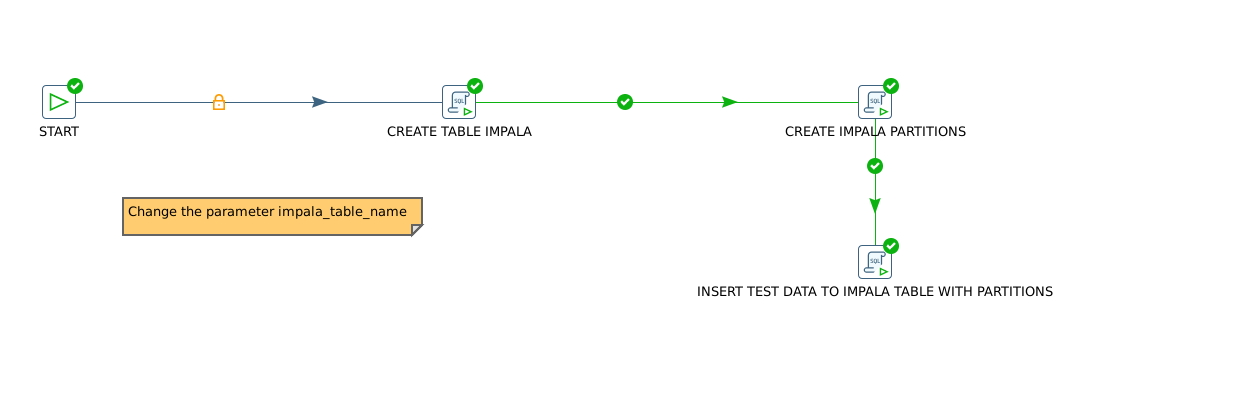 START
CREATE TABLE IMPALA
CREATE IMPALA PARTITIONS
Change the parameter impala_table_name
INSERT TEST DATA TO IMPALA TABLE WITH PARTITIONS
SQL
SQL
SQL